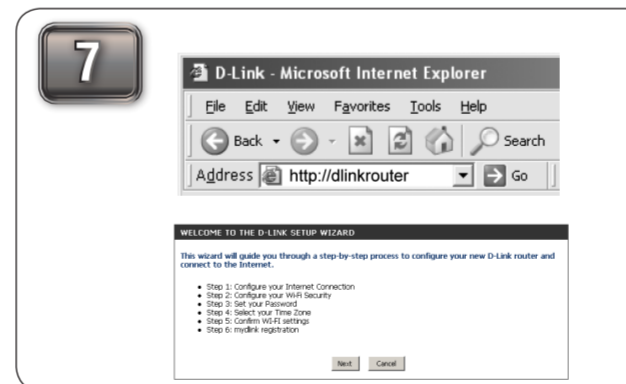 7
D-Link - Microsoft Internet Explorer
File Edit View Favorites Tools Help
Back Search
Address http://dlinkrouter Go
WELCOME TO THE D-LINK SETUP WIZARD
This wizard will guide you through a step-by-step process to configure your new D-Link router and
connect to the Internet.
• Step 1: Configure your Internet Connection
• Step 2: Configure your Wi-Fi Security
• Step 3: Set your Password
• Step 4: Select your Time Zone
• Step 5: Confirm WI-FI settings
• Step 6: mydlink registration
Next Cancel